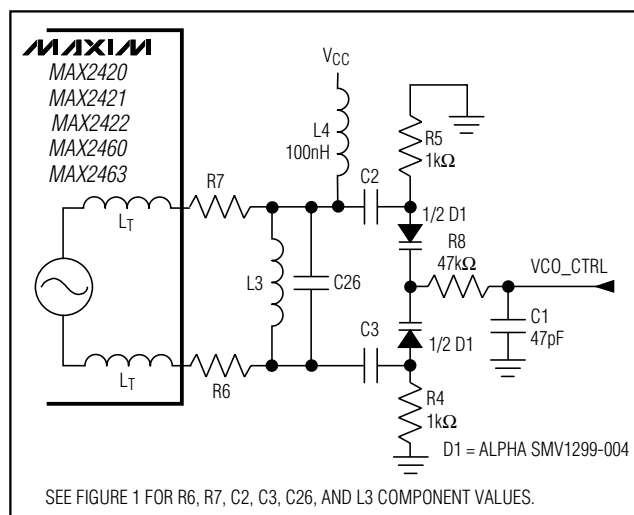 MAXIM
MAX2420
MAX2421
MAX2422
MAX2460
MAX2463
VCC
L4
100nH
R5
1kΩ
R7
C2
1/2 D1
LT
R8
47kΩ
VCO_CTRL
L3
C26
C1
47pF
C3
1/2 D1
LT
R6
R4
1kΩ
D1 = ALPHA SMV1299-004
SEE FIGURE 1 FOR R6, R7, C2, C3, C26, AND L3 COMPONENT VALUES.